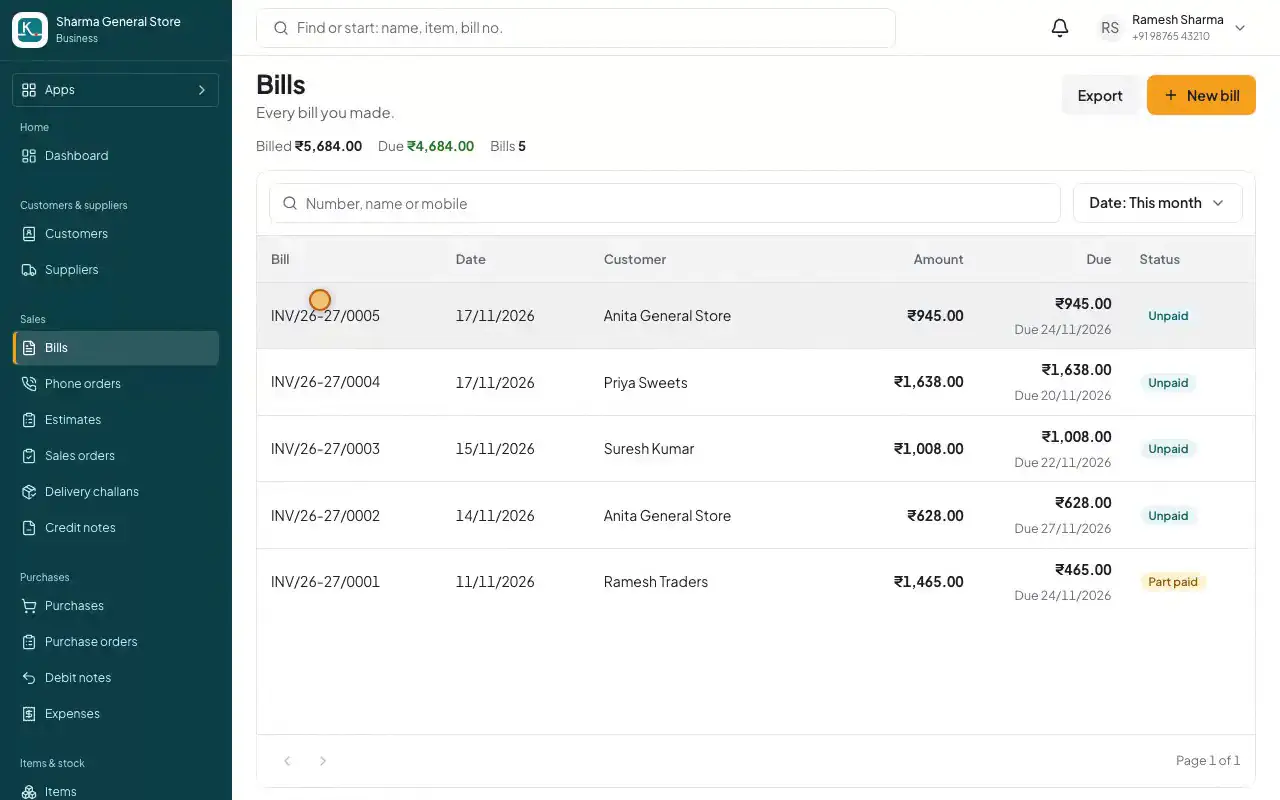 Sharma General Store
Business
Find or start: name, item, bill no.
RS
Ramesh Sharma
+91 98765 43210
Apps
Home
Dashboard
Customers & suppliers
Customers
Suppliers
Sales
Bills
Phone orders
Estimates
Sales orders
Delivery challans
Credit notes
Purchases
Purchases
Purchase orders
Debit notes
Expenses
Items & stock
Items
Bills
Every bill you made.
Export
+ New bill
Billed ₹5,684.00 Due ₹4,684.00 Bills 5
Number, name or mobile
Date: This month
Bill Date Customer Amount Due Status
INV/26-27/0005 17/11/2026 Anita General Store ₹945.00 ₹945.00 Unpaid
Due 24/11/2026
INV/26-27/0004 17/11/2026 Priya Sweets ₹1,638.00 ₹1,638.00 Unpaid
Due 20/11/2026
INV/26-27/0003 15/11/2026 Suresh Kumar ₹1,008.00 ₹1,008.00 Unpaid
Due 22/11/2026
INV/26-27/0002 14/11/2026 Anita General Store ₹628.00 ₹628.00 Unpaid
Due 27/11/2026
INV/26-27/0001 11/11/2026 Ramesh Traders ₹1,465.00 ₹465.00 Part paid
Due 24/11/2026
Page 1 of 1